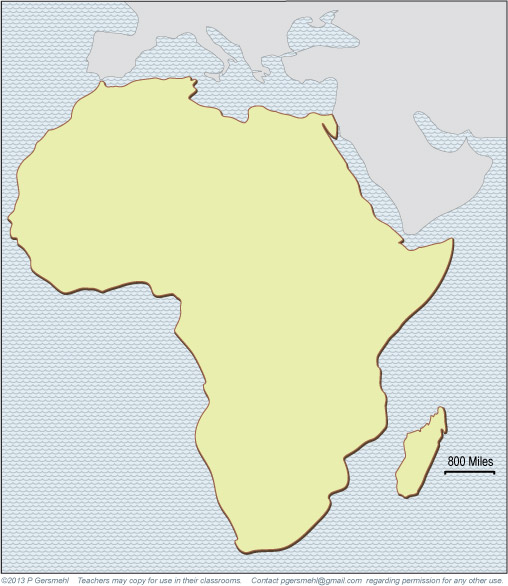 800 Miles
©2013 P Gersmehl Teachers may copy for use in their classrooms. Contact pgersmehl@gmail.com regarding permission for any other use.